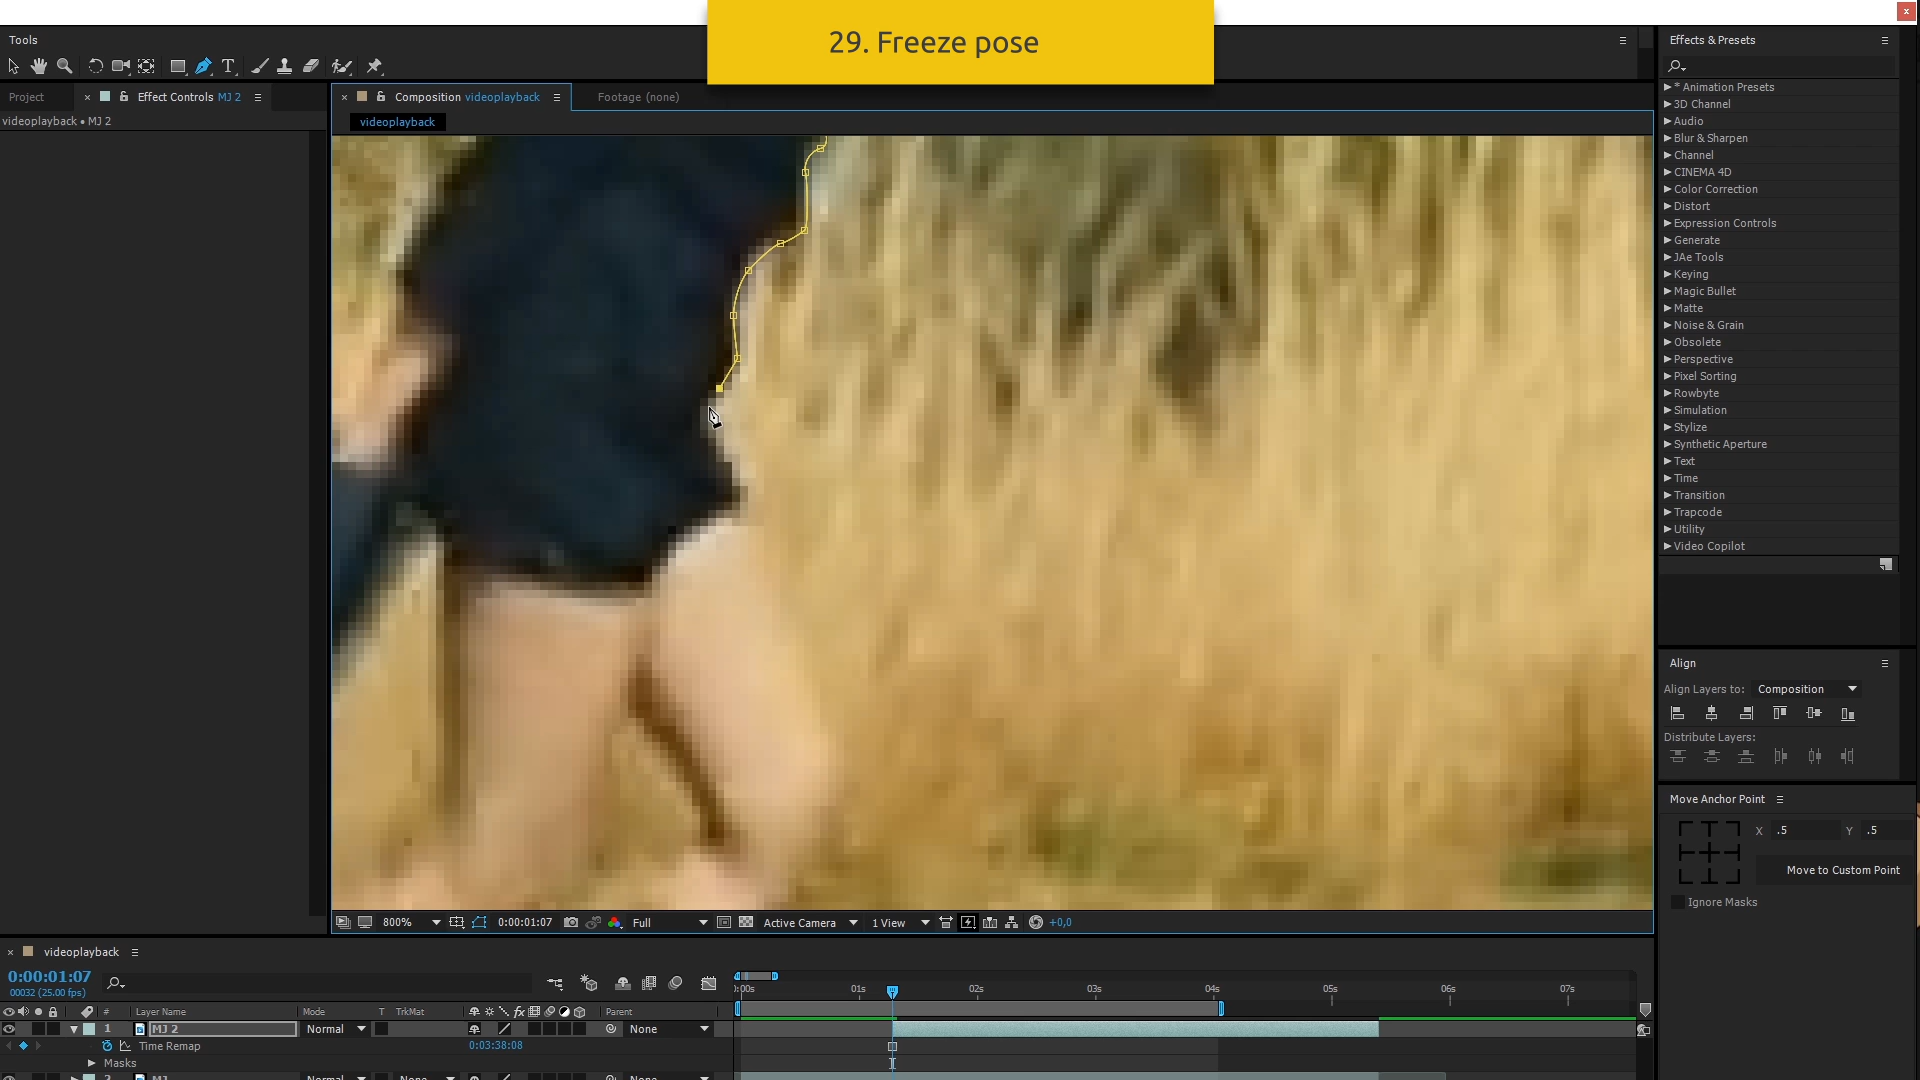 29. Freeze pose
Tools
Project
Effect Controls MJ 2
videoplayback • MJ 2
Composition videoplayback
Footage (none)
videoplayback
Effects & Presets
* Animation Presets
3D Channel
Audio
Blur & Sharpen
Channel
CINEMA 4D
Color Correction
Distort
Expression Controls
Generate
JAe Tools
Keying
Magic Bullet
Matte
Noise & Grain
Obsolete
Perspective
Pixel Sorting
Rowbyte
Simulation
Stylize
Synthetic Aperture
Text
Time
Transition
Trapcode
Utility
Video Copilot
Align
Align Layers to: Composition
Distribute Layers:
Move Anchor Point
X .5 Y .5
Move to Custom Point
Ignore Masks
800% 0:00:01:07 Full Active Camera 1 View +0,0
videoplayback
0:00:01:07
00032 (25.00 fps)
# Layer Name Mode T TrkMat Parent
1 MJ 2 Normal None
Time Remap 0:03:38:08
Masks
2 MJ Normal None None
):00s 01s 02s 03s 04s 05s 06s 07s